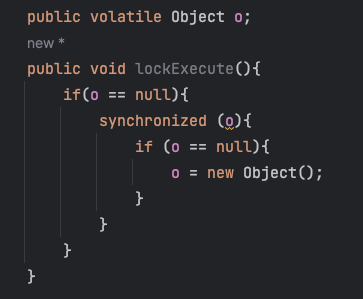 public volatile Object o;
new *
public void lockExecute(){
    if(o == null){
        synchronized (o){
            if (o == null){
                o = new Object();
            }
        }
    }
}